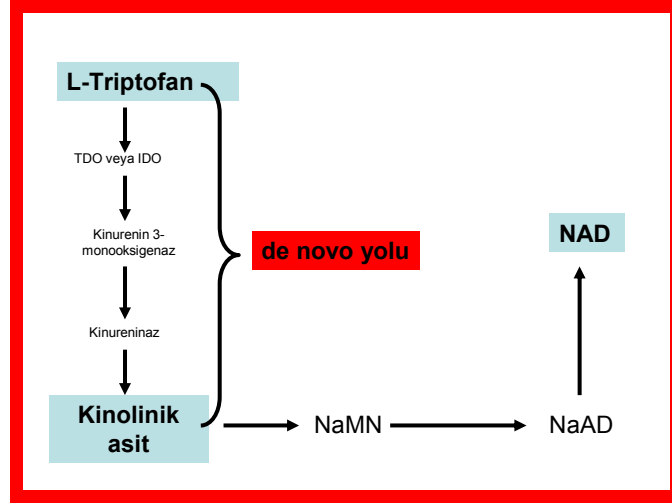 L-Triptofan
TDO veya IDO
Kinurenin 3-
monooksigenaz
de novo yolu
NAD
Kinureninaz
Kinolinik
asit
NaMN
NaAD